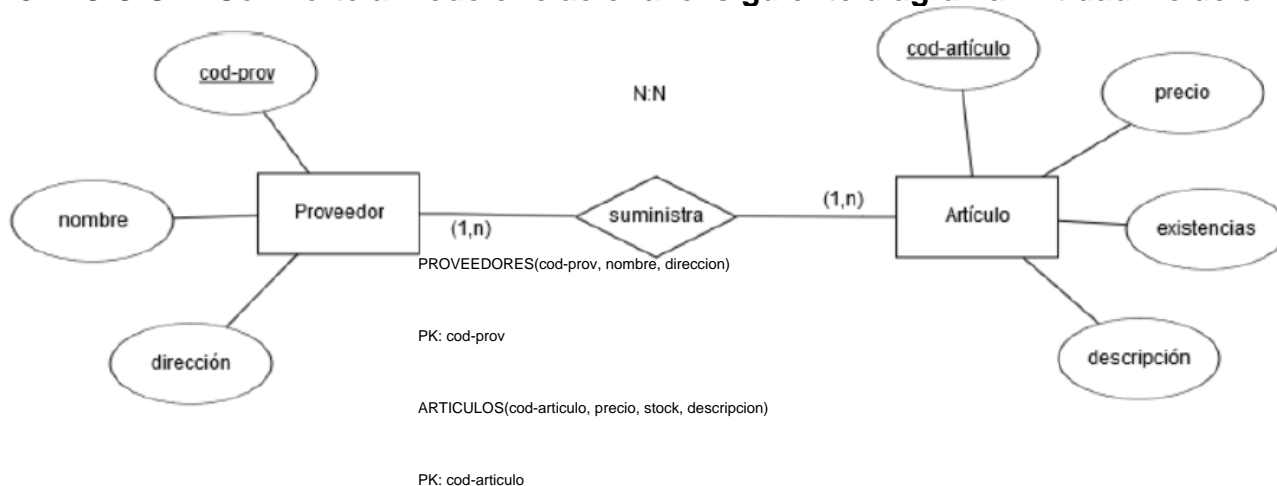 cod-prov
cod-artículo
N:N
precio
nombre
Proveedor
(1,n)
suministra
(1,n)
Artículo
existencias
PROVEEDORES(cod-prov, nombre, direccion)
PK: cod-prov
dirección
descripción
ARTICULOS(cod-articulo, precio, stock, descripcion)
PK: cod-articulo